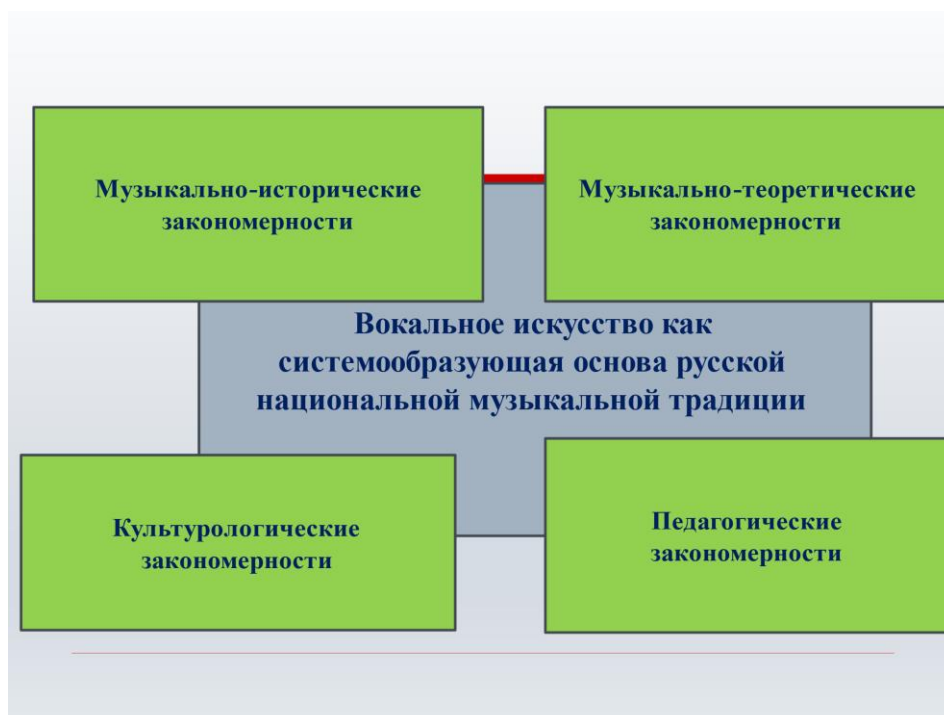 Музыкально-исторические
закономерности
Музыкально-теоретические
закономерности
Вокальное искусство как
системообразующая основа русской
национальной музыкальной традиции
Культурологические
закономерности
Педагогические
закономерности